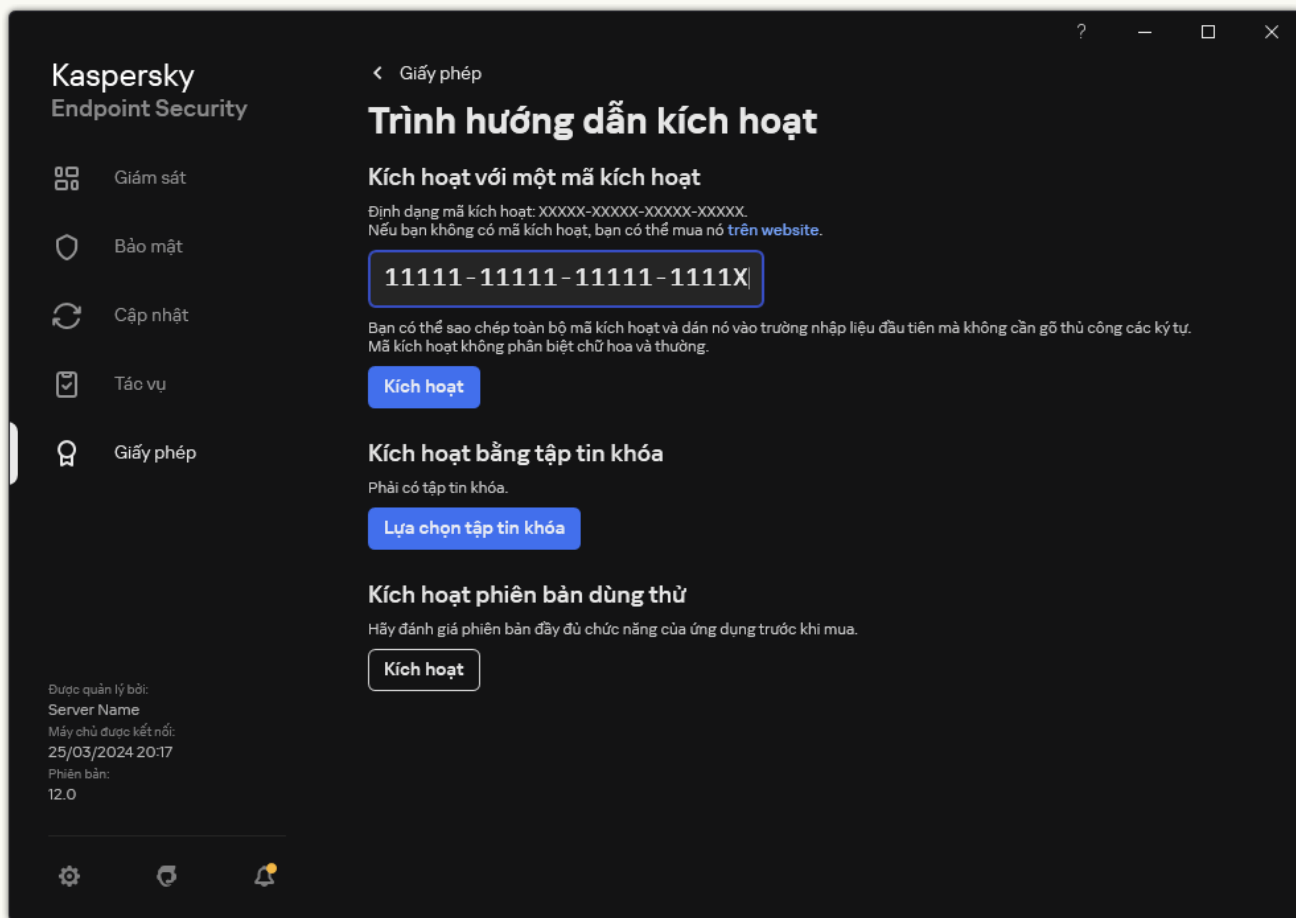 ?
Kaspersky
Endpoint Security
Giám sát
Bảo mật
Cập nhật
Tác vụ
Giấy phép
Được quản lý bởi:
Server Name
Máy chủ được kết nối:
25/03/2024 20:17
Phiên bản:
12.0
Giấy phép
Trình hướng dẫn kích hoạt
Kích hoạt với một mã kích hoạt
Định dạng mã kích hoạt: XXXXX-XXXXX-XXXXX-XXXXX.
Nếu bạn không có mã kích hoạt, bạn có thể mua nó trên website.
11111-11111-11111-1111X
Bạn có thể sao chép toàn bộ mã kích hoạt và dán nó vào trường nhập liệu đầu tiên mà không cần gõ thủ công các ký tự.
Mã kích hoạt không phân biệt chữ hoa và thường.
Kích hoạt
Kích hoạt bằng tập tin khóa
Phải có tập tin khóa.
Lựa chọn tập tin khóa
Kích hoạt phiên bản dùng thử
Hãy đánh giá phiên bản đầy đủ chức năng của ứng dụng trước khi mua.
Kích hoạt